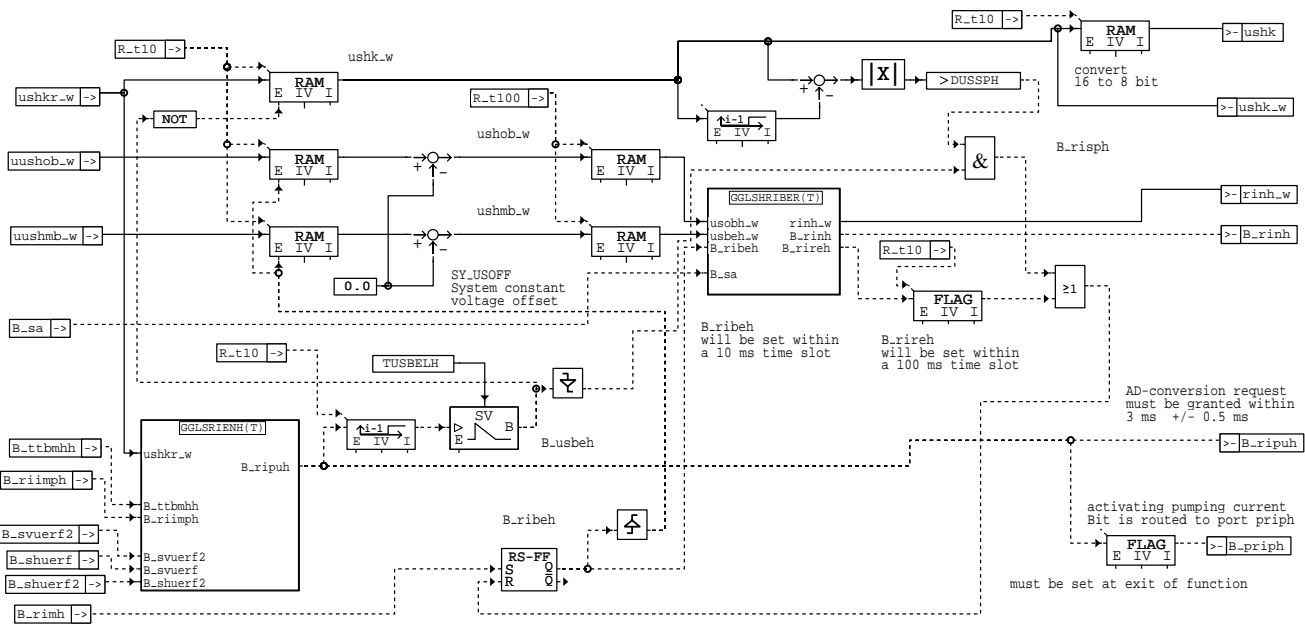 R_t10 ->
ushkr_w ->
NOT
E RAM IV I
ushk_w
R_t10 ->
E RAM IV I
convert
16 to 8 bit
>- ushk
>- ushk_w
+
−
|X|
>DUSSPH
i-1
E IV I
&
B_risph
uushob_w ->
E RAM IV I
+
−
ushob_w
R_t100 ->
E RAM IV I
uushmb_w ->
E RAM IV I
+
−
ushmb_w
E RAM IV I
0.0
SY_USOFF
System constant
voltage offset
GGLSHRIBER(T)
usobh_w rinh_w
usbeh_w B_rinh
B_ribeh B_rireh
B_sa
>- rinh_w
>- B_rinh
R_t10 ->
E FLAG IV I
≥1
B_sa ->
B_ribeh
will be set within
a 10 ms time slot
B_rireh
will be set within
a 100 ms time slot
R_t10 ->
TUSBELH
i-1
E IV I
SV
B
E
B_usbeh
AD-conversion request
must be granted within
3 ms +/- 0.5 ms
>- B_ripuh
GGLSRIENH(T)
ushkr_w
B_ripuh
B_ttbmhh
B_riimph
B_svuerf2
B_svuerf
B_shuerf2
B_ttbmhh ->
B_riimph ->
B_svuerf2 ->
B_shuerf ->
B_shuerf2 ->
B_rimh ->
B_ribeh
RS-FF
S Q
R Q
activating pumping current
Bit is routed to port priph
E FLAG IV I
>- B_priph
must be set at exit of function